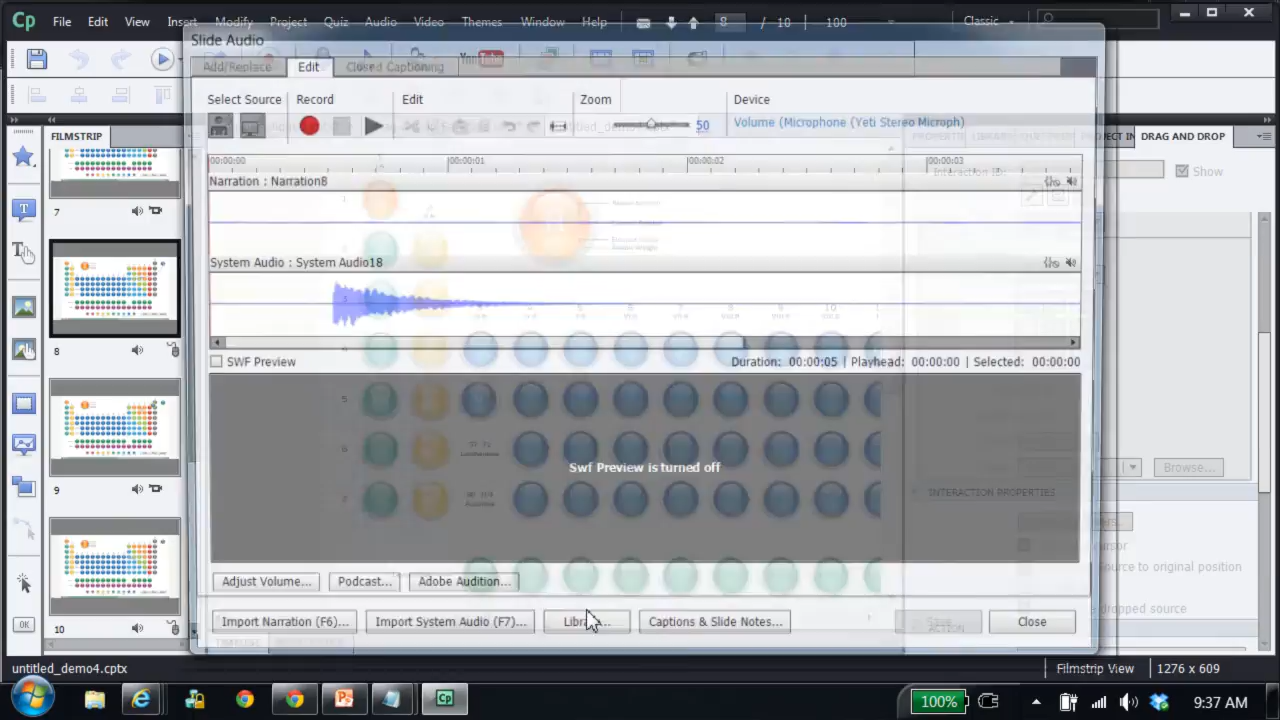 Cp File Edit View Insert Modify Project Quiz Audio Video Themes Window Help 8 / 10 100 Classic
Slide Audio
Add/Replace Edit Closed Captioning
Select Source Record Edit Zoom Device
50 Volume (Microphone (Yeti Stereo Microph)
FILMSTRIP
DRAG AND DROP
Interaction ID:
Show
00:00:00 00:00:01 00:00:02 00:00:03
Narration : Narration8
System Audio : System Audio18
SWF Preview Duration: 00:00:05 | Playhead: 00:00:00 | Selected: 00:00:00
Swf Preview is turned off
Browse...
INTERACTION PROPERTIES
Source to original position
dropped source
Adjust Volume... Podcast... Adobe Audition...
Import Narration (F6)... Import System Audio (F7)... Captions & Slide Notes... Close
ACTION
7
8
9
10
OK
untitled_demo4.cptx Filmstrip View 1276 x 609
100% 9:37 AM